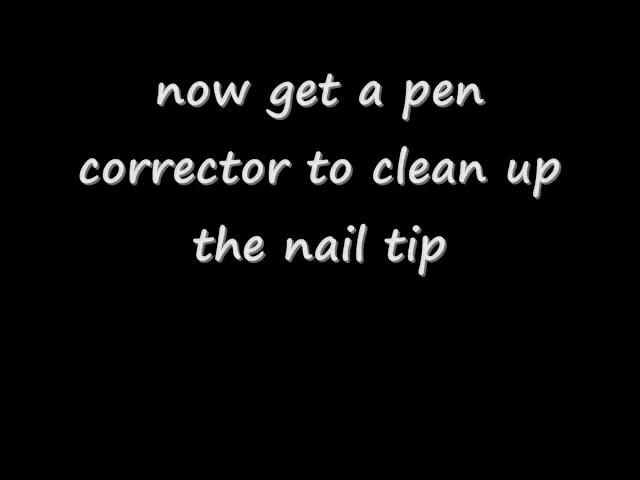 now get a pen
corrector to clean up
the nail tip